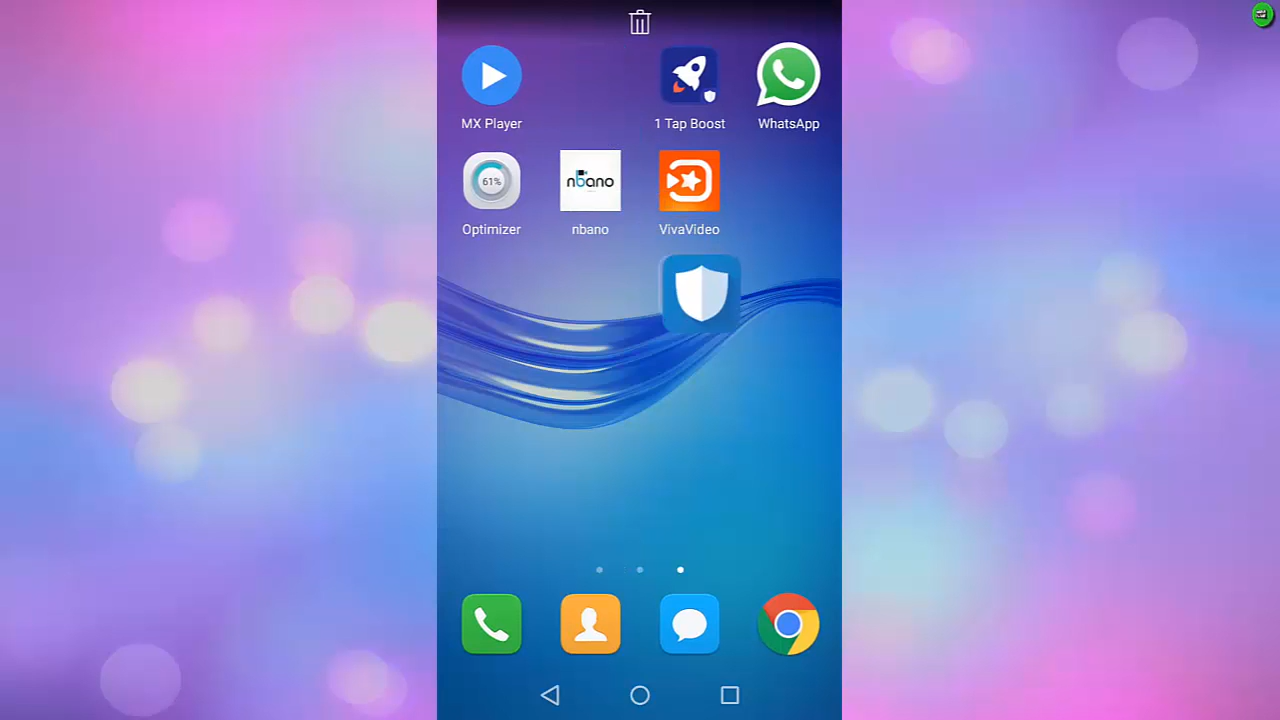 MX Player
1 Tap Boost
WhatsApp
61%
nbano
Optimizer
nbano
VivaVideo